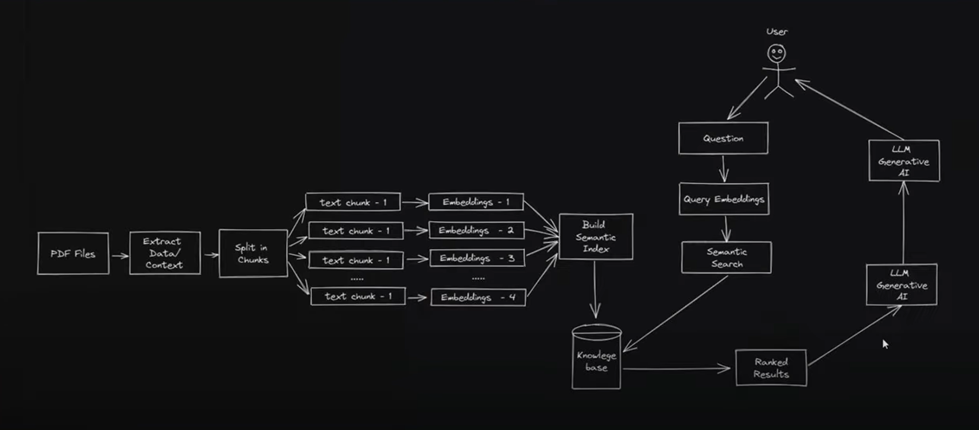 User
Question
LLM
Generative
AI
Query Embeddings
text chunk - 1
Embeddings - 1
text chunk - 1
Embeddings - 2
text chunk - 1
Embeddings - 3
.....
.....
text chunk - 1
Embeddings - 4
PDF Files
Extract
Data/
Context
Split in
Chunks
Build
Semantic
Index
Semantic
Search
LLM
Generative
AI
Knowlege
base
Ranked
Results